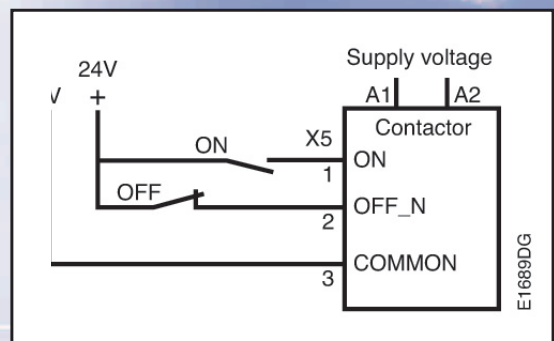 Supply voltage
24V
+
A1
A2
X5
Contactor
ON
ON
1
OFF
OFF_N
2
COMMON
3
E1689DG